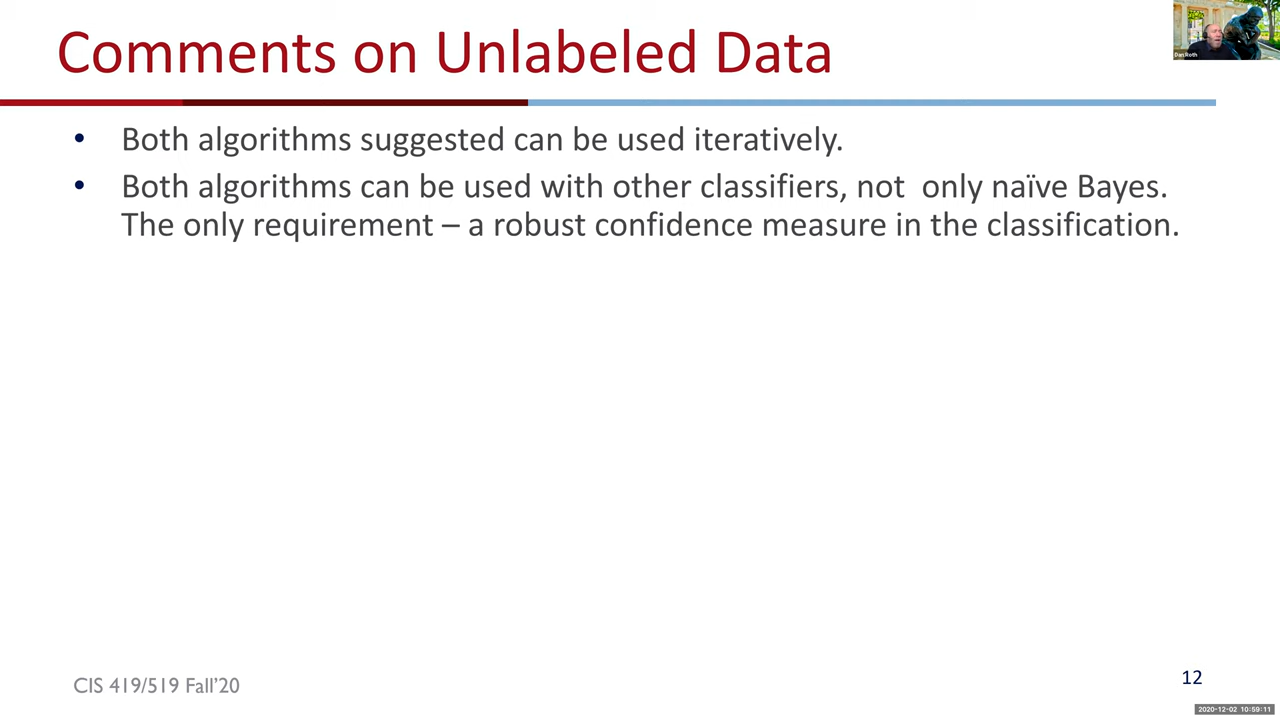 Comments on Unlabeled Data
Dan Roth
• Both algorithms suggested can be used iteratively.
• Both algorithms can be used with other classifiers, not only naïve Bayes.
The only requirement – a robust confidence measure in the classification.
CIS 419/519 Fall'20
12
2020-12-02 10:59:11